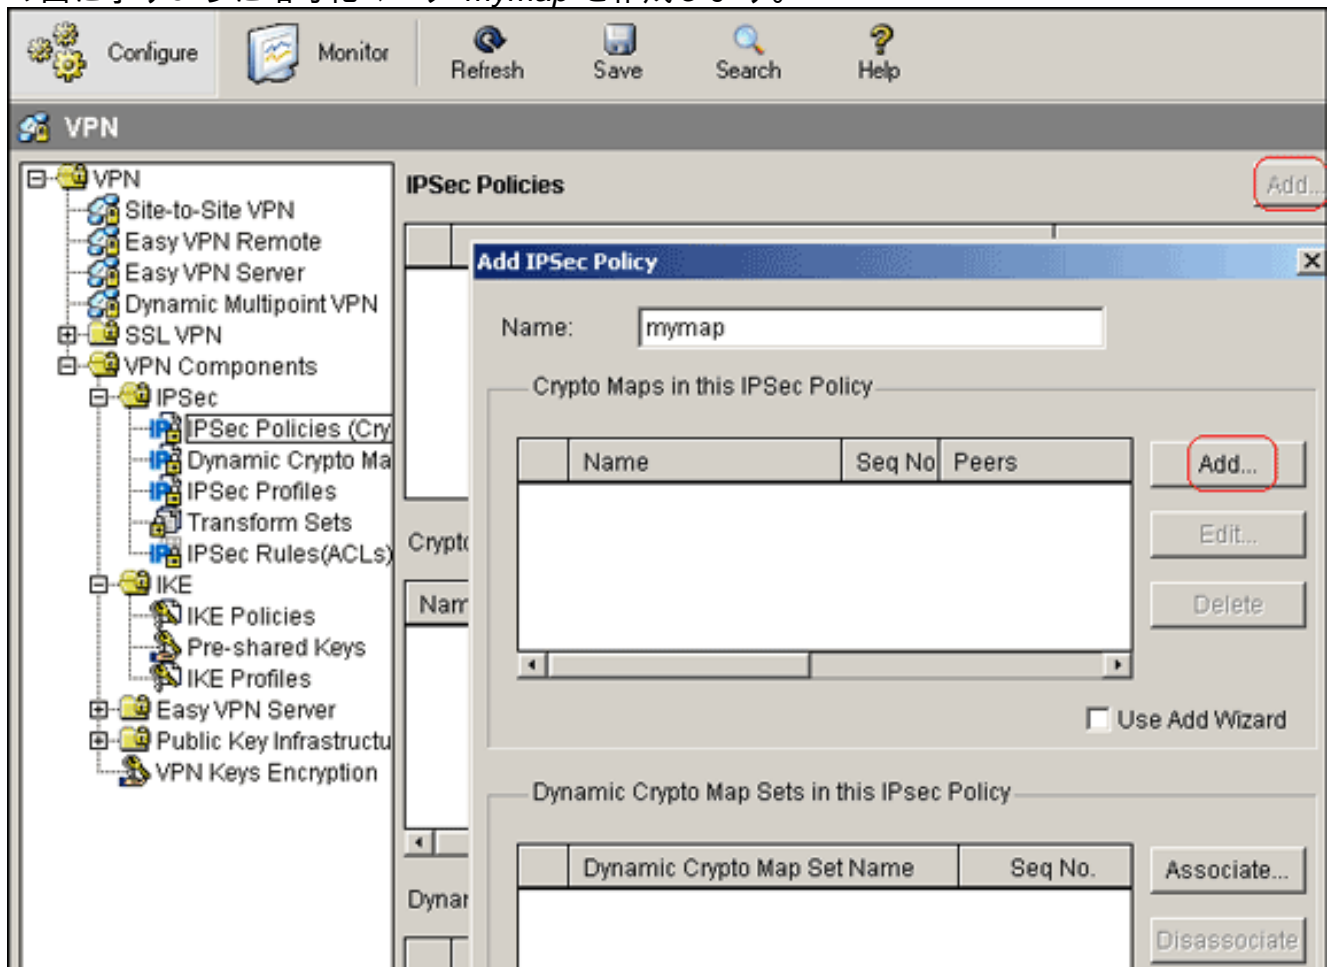 Configure Monitor Refresh Save Search Help
VPN
VPN
Site-to-Site VPN
Easy VPN Remote
Easy VPN Server
Dynamic Multipoint VPN
SSL VPN
VPN Components
IPSec
IPSec Policies (Cry
Dynamic Crypto Ma
IPSec Profiles
Transform Sets
IPSec Rules(ACLs)
IKE
IKE Policies
Pre-shared Keys
IKE Profiles
Easy VPN Server
Public Key Infrastructu
VPN Keys Encryption
IPSec Policies
Add...
Crypto
Nam
Dynam
Add IPSec Policy
Name: mymap
Crypto Maps in this IPSec Policy
Name Seq No Peers
Add...
Edit...
Delete
Use Add Wizard
Dynamic Crypto Map Sets in this IPsec Policy
Dynamic Crypto Map Set Name Seq No.
Associate...
Disassociate